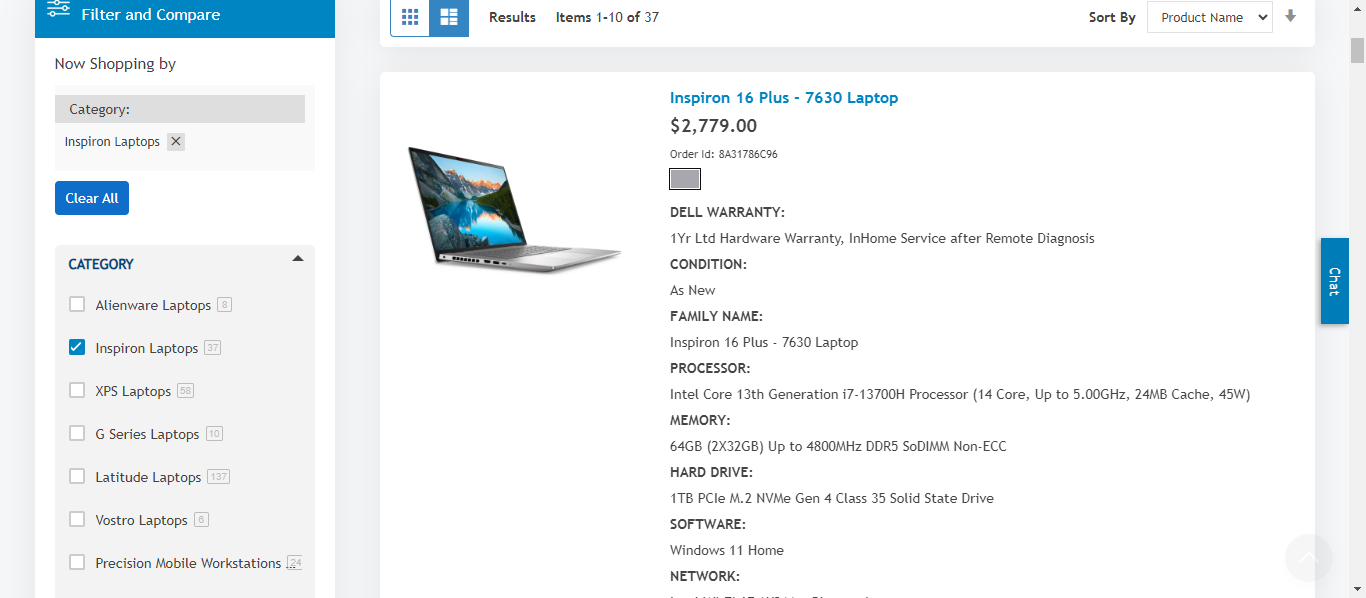 Filter and Compare
Now Shopping by
Category:
Inspiron Laptops
Clear All
CATEGORY
Alienware Laptops 8
Inspiron Laptops 37
XPS Laptops 58
G Series Laptops 10
Latitude Laptops 137
Vostro Laptops 6
Precision Mobile Workstations ... 24
Results Items 1-10 of 37
Sort By Product Name
Inspiron 16 Plus - 7630 Laptop
$2,779.00
Order Id: 8A31786C96
DELL WARRANTY:
1Yr Ltd Hardware Warranty, InHome Service after Remote Diagnosis
CONDITION:
As New
FAMILY NAME:
Inspiron 16 Plus - 7630 Laptop
PROCESSOR:
Intel Core 13th Generation i7-13700H Processor (14 Core, Up to 5.00GHz, 24MB Cache, 45W)
MEMORY:
64GB (2X32GB) Up to 4800MHz DDR5 SoDIMM Non-ECC
HARD DRIVE:
1TB PCIe M.2 NVMe Gen 4 Class 35 Solid State Drive
SOFTWARE:
Windows 11 Home
NETWORK:
Chat